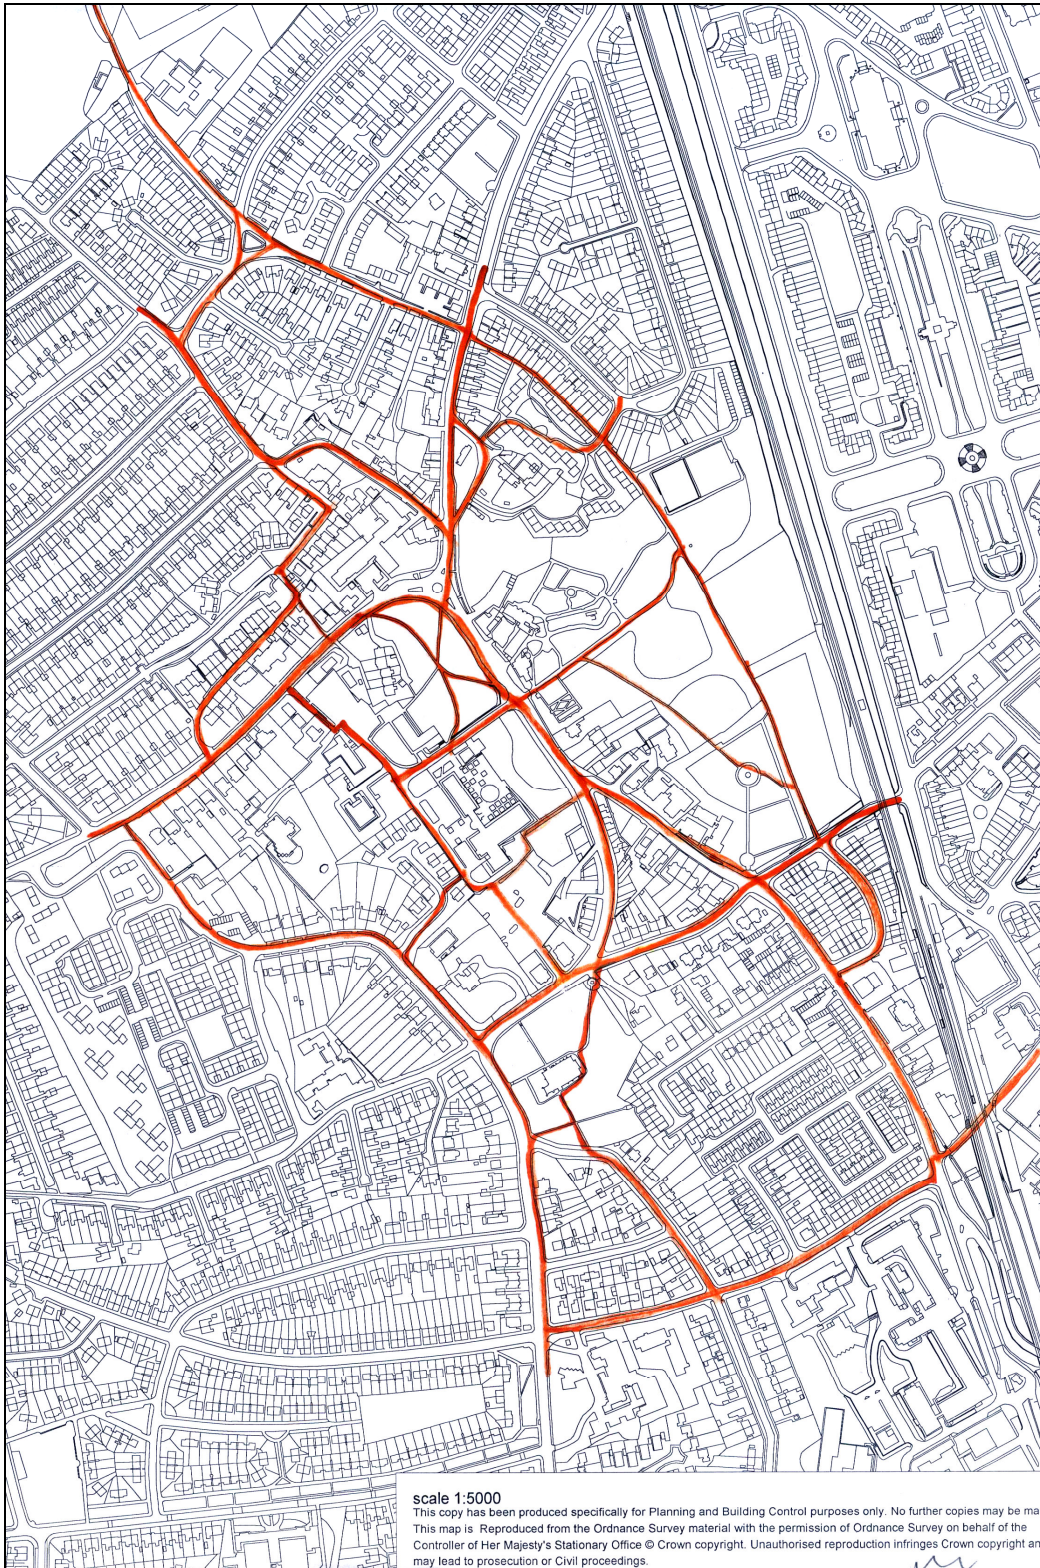 scale 1:5000
This copy has been produced specifically for Planning and Building Control purposes only. No further copies may be ma
This map is Reproduced from the Ordnance Survey material with the permission of Ordnance Survey on behalf of the
Controller of Her Majesty's Stationary Office © Crown copyright. Unauthorised reproduction infringes Crown copyright an
may lead to prosecution or Civil proceedings.